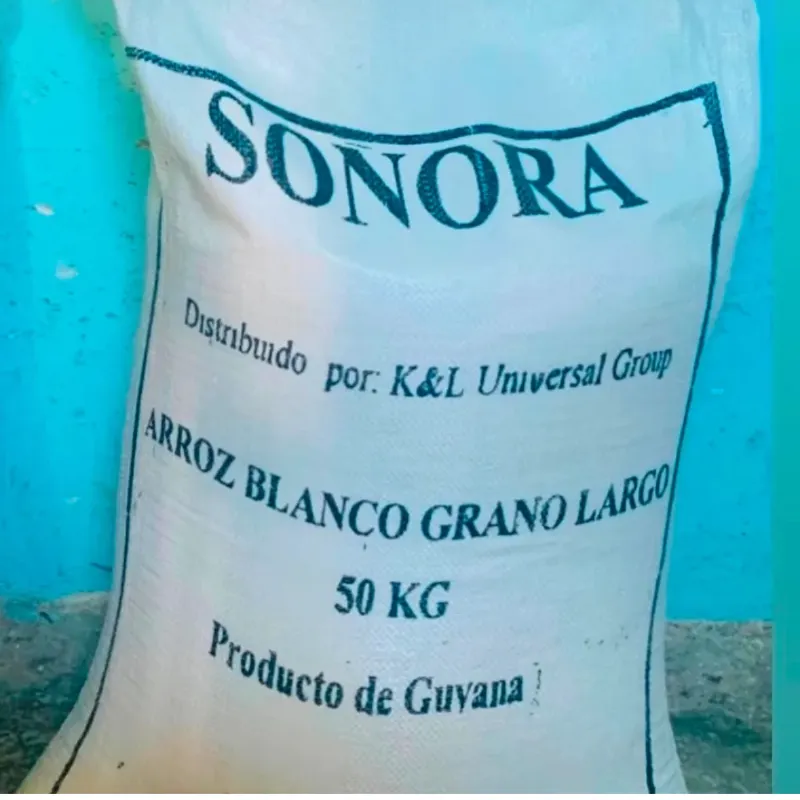 SONORA
Distribuido por: K&L Universal Group
ARROZ BLANCO GRANO LARGO
50 KG
Producto de Guyana